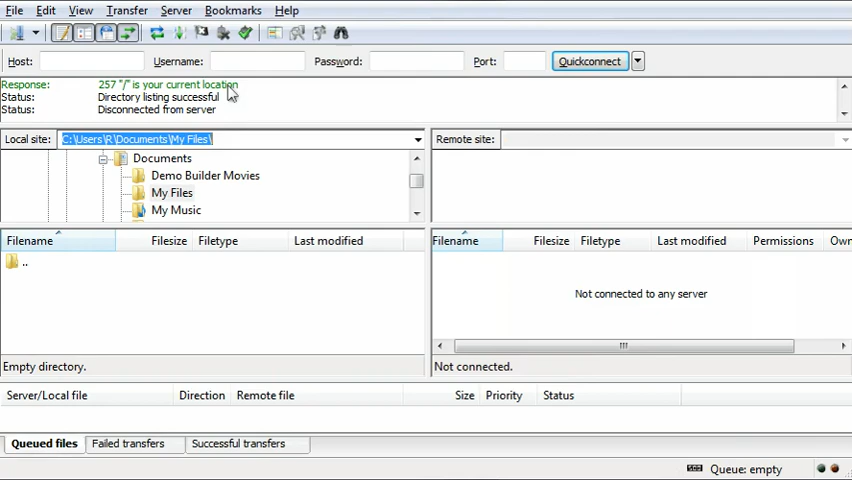 File Edit View Transfer Server Bookmarks Help
Host: Username: Password: Port: Quickconnect
Response: 257 "/" is your current location
Status: Directory listing successful
Status: Disconnected from server
Local site: C:\Users\R\Documents\My Files\ Remote site:
Documents
Demo Builder Movies
My Files
My Music
Filename Filesize Filetype Last modified Filename Filesize Filetype Last modified Permissions Own
..
Not connected to any server
Empty directory. Not connected.
Server/Local file Direction Remote file Size Priority Status
Queued files Failed transfers Successful transfers
Queue: empty